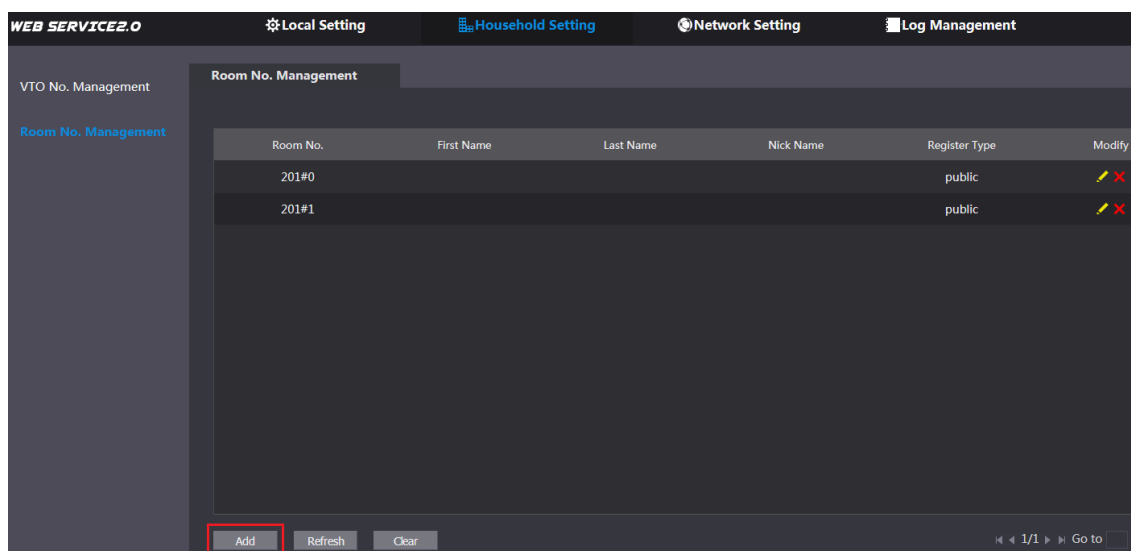 WEB SERVICE2.0 Local Setting Household Setting Network Setting Log Management
VTO No. Management
Room No. Management
Room No. Management
Room No. First Name Last Name Nick Name Register Type Modify
201#0 public
201#1 public
Add Refresh Clear 1/1 Go to